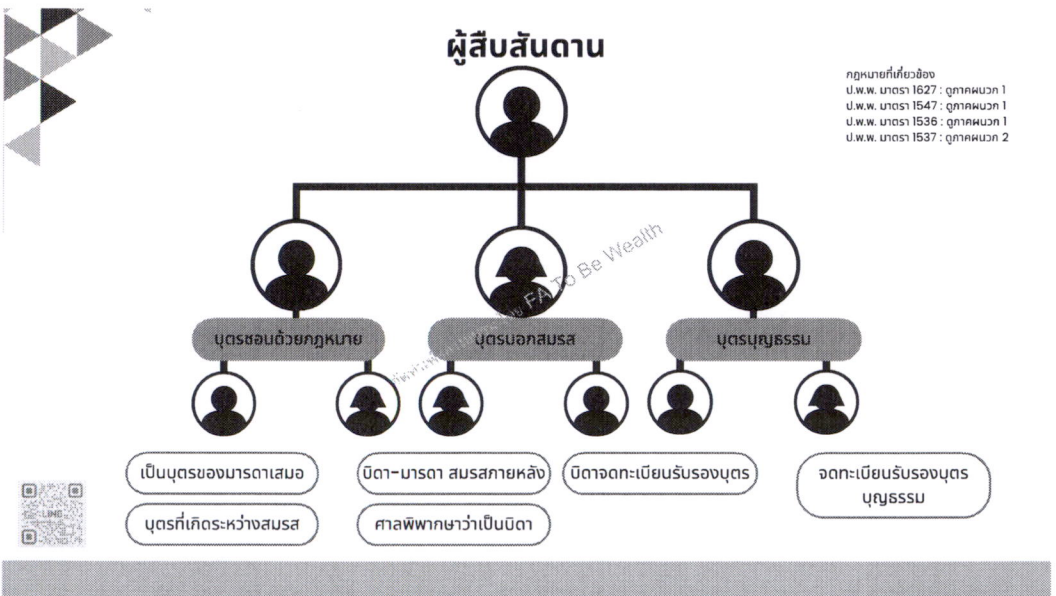 ผู้สืบสันดาน
กฎหมายที่เกี่ยวข้อง
ป.พ.พ. มาตรา 1627 : ดูภาคผนวก 1
ป.พ.พ. มาตรา 1547 : ดูภาคผนวก 1
ป.พ.พ. มาตรา 1536 : ดูภาคผนวก 1
ป.พ.พ. มาตรา 1537 : ดูภาคผนวก 2
FA To Be Wealth
บุตรชอบด้วยกฎหมาย
บุตรนอกสมรส
บุตรบุญธรรม
เป็นบุตรของมารดาเสมอ
บิดา-มารดา สมรสภายหลัง
บิดาจดทะเบียนรับรองบุตร
จดทะเบียนรับรองบุตร
บุญธรรม
บุตรที่เกิดระหว่างสมรส
ศาลพิพากษาว่าเป็นบิดา
LINE